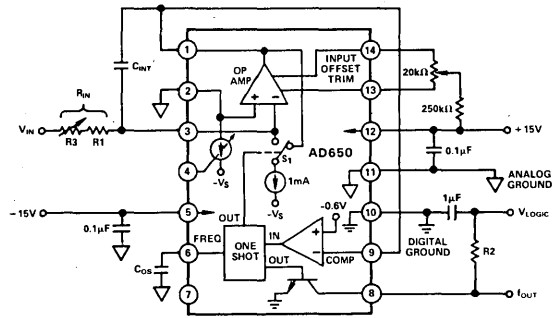 1
14
OP
AMP
INPUT
OFFSET
TRIM
20kΩ
CINT
2
13
+ −
250kΩ
RIN
VIN
R3 R1
3
12
+15V
S1
AD650
4
−VS
1mA
0.1μF
11
ANALOG
GROUND
−VS
−15V
5
OUT
−0.6V
10
1μF
VLOGIC
0.1μF
FREQ
IN
+
DIGITAL
GROUND
6
ONE
SHOT
OUT
−
COMP
9
R2
COS
7
8
fOUT